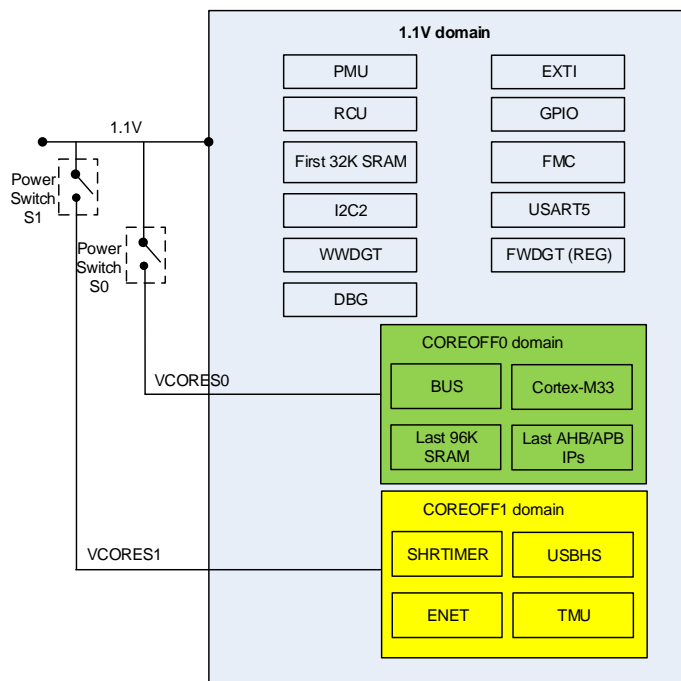 1.1V domain
PMU
EXTI
RCU
GPIO
1.1V
First 32K SRAM
FMC
Power
Switch
S1
I2C2
USART5
Power
Switch
S0
WWDGT
FWDGT (REG)
DBG
COREOFF0 domain
VCORES0
BUS
Cortex-M33
Last 96K
SRAM
Last AHB/APB
IPs
COREOFF1 domain
VCORES1
SHRTIMER
USBHS
ENET
TMU